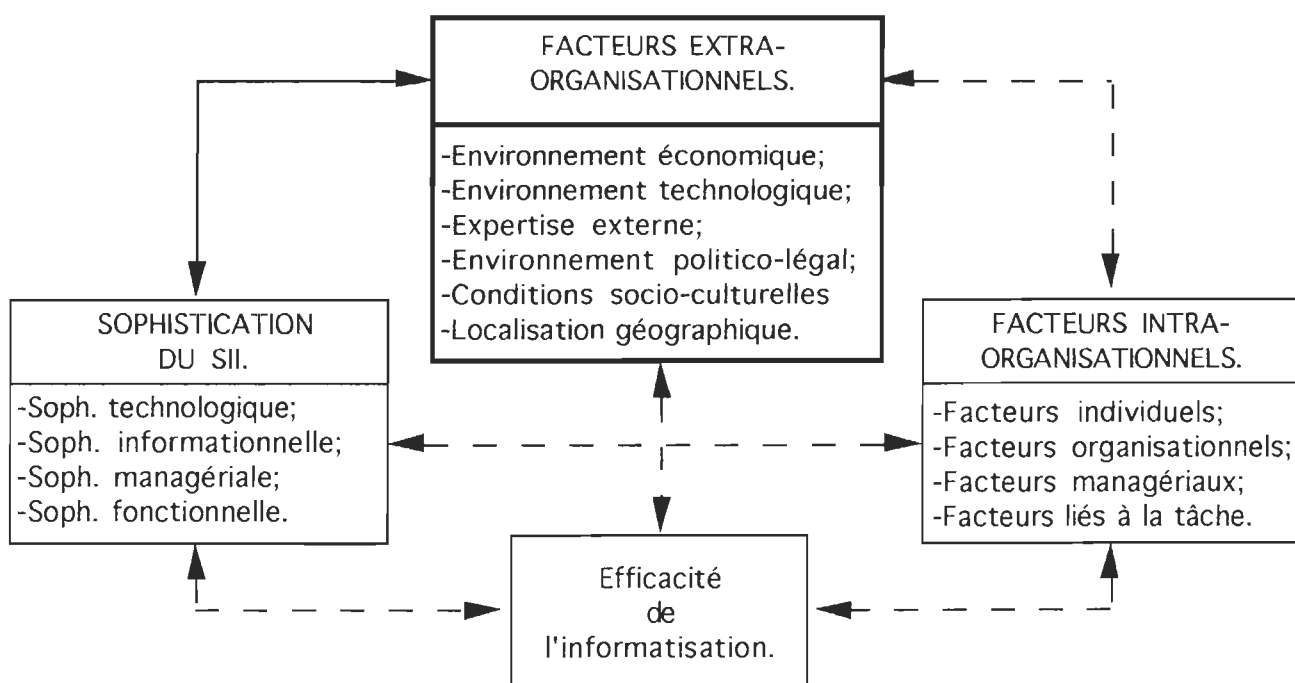 FACTEURS EXTRA-
ORGANISATIONNELS.
-Environnement économique;
-Environnement technologique;
-Expertise externe;
-Environnement politico-légal;
-Conditions socio-culturelles
-Localisation géographique.
SOPHISTICATION
DU SII.
-Soph. technologique;
-Soph. informationnelle;
-Soph. managériale;
-Soph. fonctionnelle.
FACTEURS INTRA-
ORGANISATIONNELS.
-Facteurs individuels;
-Facteurs organisationnels;
-Facteurs managériaux;
-Facteurs liés à la tâche.
Efficacité
de
l'informatisation.